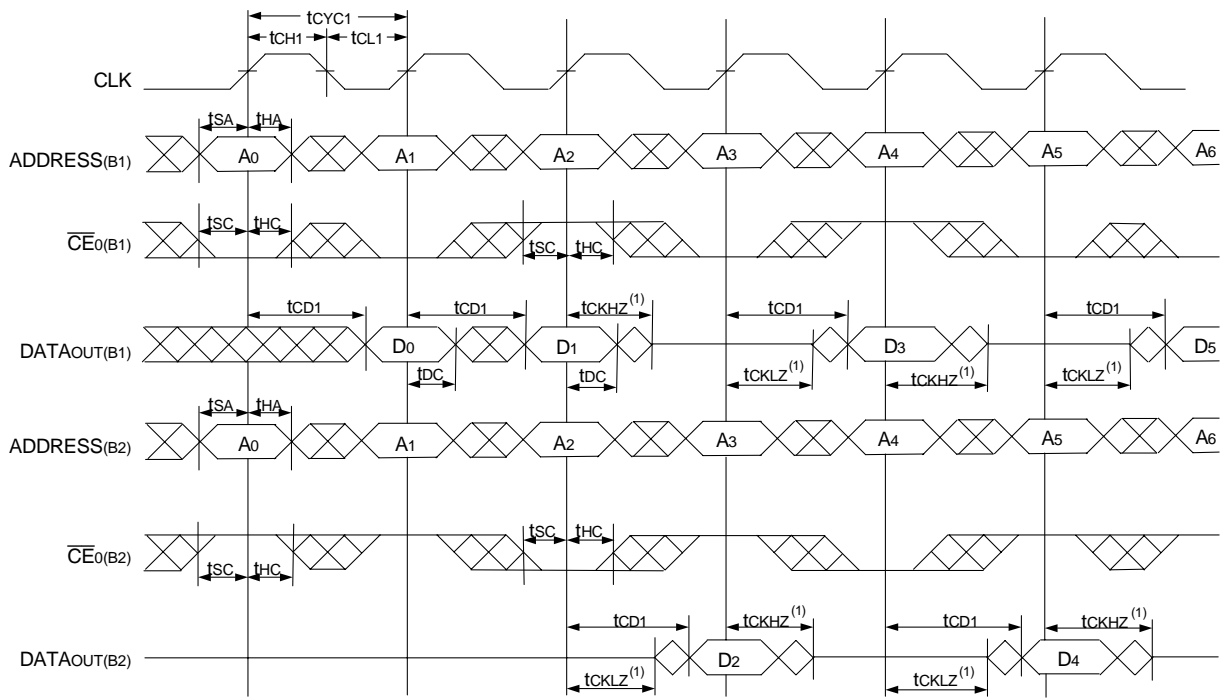 tCYC1
tCH1 tCL1
CLK
tSA tHA
ADDRESS(B1) A0 A1 A2 A3 A4 A5 A6
tSC tHC
CE0(B1)
tSC tHC
tCD1 tCD1 tCKHZ(1) tCD1 tCD1
DATAOUT(B1) D0 D1 D3 D5
tDC tDC tCKLZ(1) tCKHZ(1) tCKLZ(1)
tSA tHA
ADDRESS(B2) A0 A1 A2 A3 A4 A5 A6
tSC tHC
CE0(B2)
tSC tHC
tCD1 tCKHZ(1) tCD1 tCKHZ(1)
DATAOUT(B2) D2 D4
tCKLZ(1) tCKLZ(1)